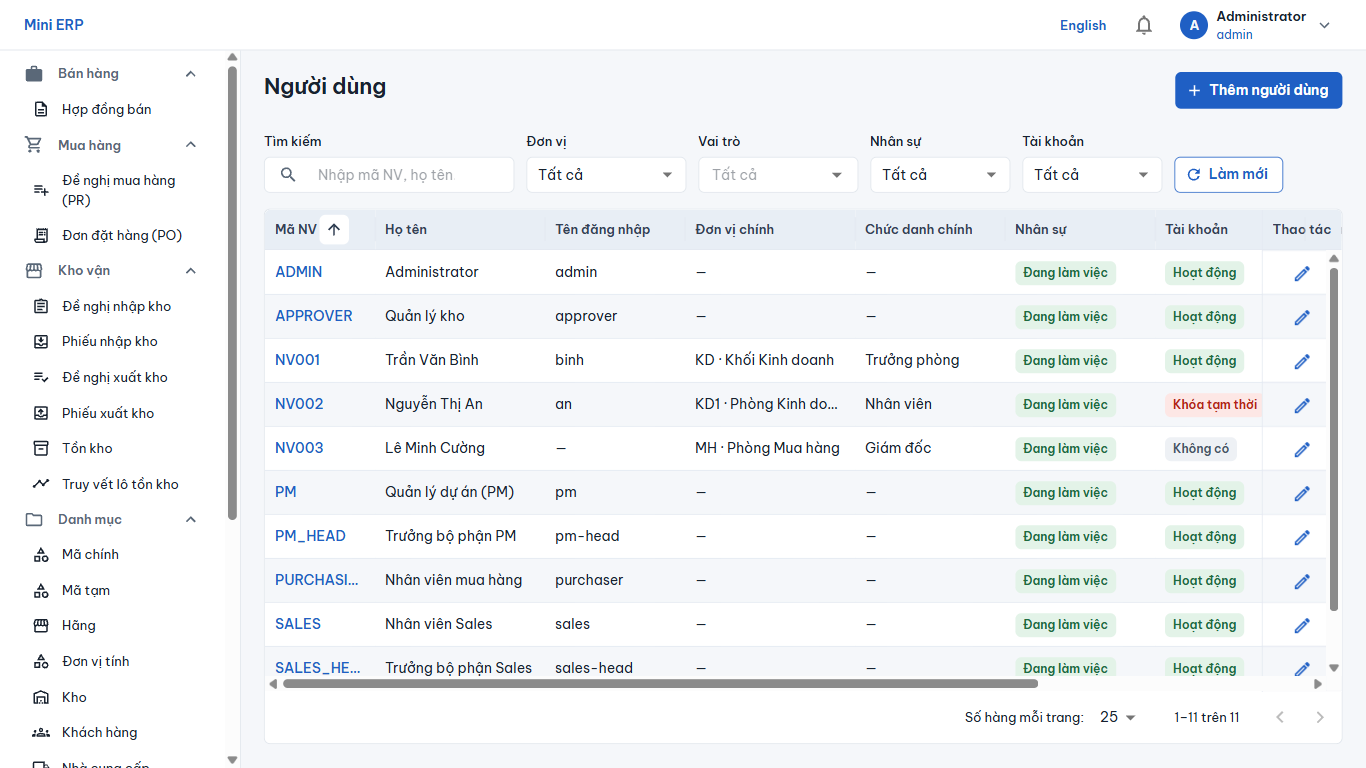 Mini ERP
English
A
Administrator
admin
Bán hàng
Hợp đồng bán
Mua hàng
Đề nghị mua hàng
(PR)
Đơn đặt hàng (PO)
Kho vận
Đề nghị nhập kho
Phiếu nhập kho
Đề nghị xuất kho
Phiếu xuất kho
Tồn kho
Truy vết lô tồn kho
Danh mục
Mã chính
Mã tạm
Hãng
Đơn vị tính
Kho
Khách hàng
Nhà cung cấp
Người dùng
Thêm người dùng
Tìm kiếm Đơn vị Vai trò Nhân sự Tài khoản
Nhập mã NV, họ tên Tất cả Tất cả Tất cả Tất cả Làm mới
Mã NV Họ tên Tên đăng nhập Đơn vị chính Chức danh chính Nhân sự Tài khoản Thao tác
ADMIN Administrator admin — — Đang làm việc Hoạt động
APPROVER Quản lý kho approver — — Đang làm việc Hoạt động
NV001 Trần Văn Bình binh KD · Khối Kinh doanh Trưởng phòng Đang làm việc Hoạt động
NV002 Nguyễn Thị An an KD1 · Phòng Kinh do... Nhân viên Đang làm việc Khóa tạm thời
NV003 Lê Minh Cường — MH · Phòng Mua hàng Giám đốc Đang làm việc Không có
PM Quản lý dự án (PM) pm — — Đang làm việc Hoạt động
PM_HEAD Trưởng bộ phận PM pm-head — — Đang làm việc Hoạt động
PURCHASI... Nhân viên mua hàng purchaser — — Đang làm việc Hoạt động
SALES Nhân viên Sales sales — — Đang làm việc Hoạt động
SALES_HE... Trưởng bộ phận Sales sales-head — — Đang làm việc Hoạt động
Số hàng mỗi trang: 25 1–11 trên 11